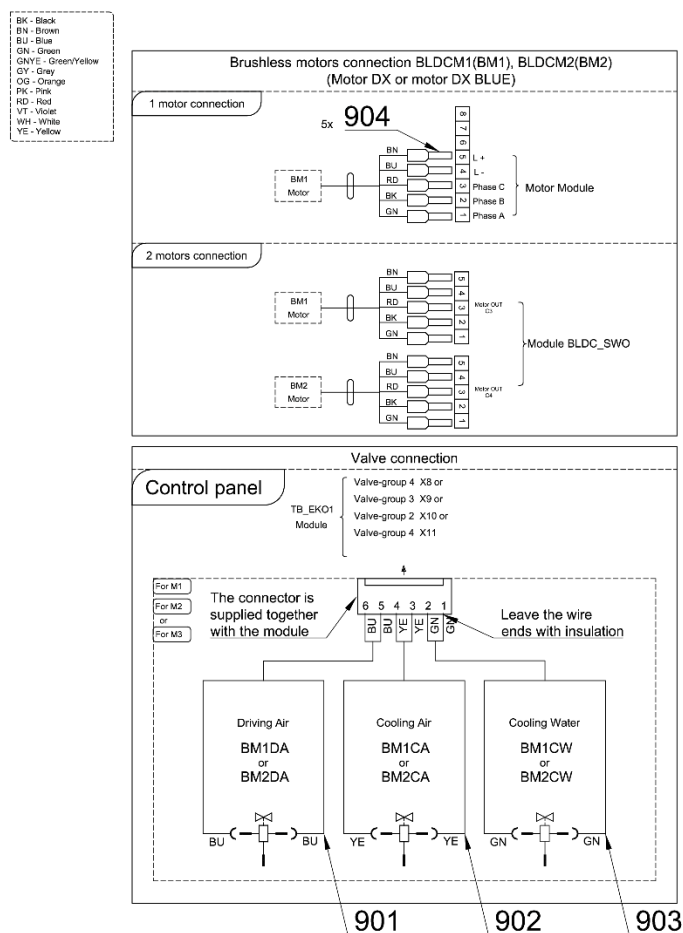 BK - Black
BN - Brown
BU - Blue
GN - Green
GNYE - Green/Yellow
GY - Grey
OG - Orange
PK - Pink
RD - Red
VT - Violet
WH - White
YE - Yellow
Brushless motors connection BLDCM1(BM1), BLDCM2(BM2)
(Motor DX or motor DX BLUE)
1 motor connection
5x 904
BM1
Motor
BN
BU
RD
BK
GN
8
7
6
5 L +
4 L -
3 Phase C
2 Phase B
1 Phase A
Motor Module
2 motors connection
BM1
Motor
BN
BU
RD
BK
GN
5
4
3
2
1
Motor OUT
C3
BM2
Motor
BN
BU
RD
BK
GN
5
4
3
2
1
Motor OUT
C4
Module BLDC_SWO
Valve connection
Control panel
TB_EKO1
Module
Valve-group 4 X8 or
Valve-group 3 X9 or
Valve-group 2 X10 or
Valve-group 4 X11
For M1
For M2
or
For M3
The connector is
supplied together
with the module
6 5 4 3 2 1
BU BU YE YE GN GN
Leave the wire
ends with insulation
Driving Air
BM1DA
or
BM2DA
BU BU
Cooling Air
BM1CA
or
BM2CA
YE YE
Cooling Water
BM1CW
or
BM2CW
GN GN
901 902 903